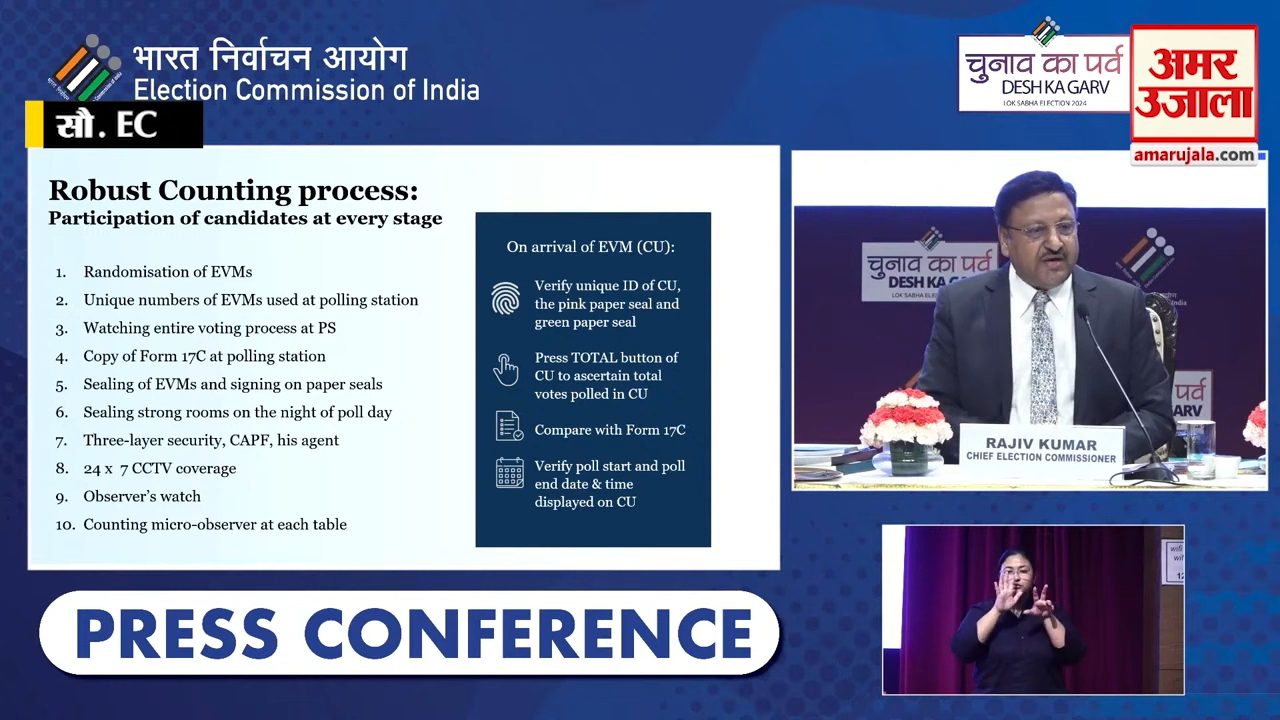 भारत निर्वाचन आयोग
Election Commission of India
सौ. EC
चुनाव का पर्व
DESH KA GARV
LOK SABHA ELECTION 2024
अमर
उजाला
amarujala.com
Robust Counting process:
Participation of candidates at every stage
1. Randomisation of EVMs
2. Unique numbers of EVMs used at polling station
3. Watching entire voting process at PS
4. Copy of Form 17C at polling station
5. Sealing of EVMs and signing on paper seals
6. Sealing strong rooms on the night of poll day
7. Three-layer security, CAPF, his agent
8. 24 x 7 CCTV coverage
9. Observer's watch
10. Counting micro-observer at each table
On arrival of EVM (CU):
Verify unique ID of CU,
the pink paper seal and
green paper seal
Press TOTAL button of
CU to ascertain total
votes polled in CU
Compare with Form 17C
Verify poll start and poll
end date & time
displayed on CU
चुनाव का पर्व
DESH KA GARV
LOK SABHA
India
पर्व
GARV
RAJIV KUMAR
CHIEF ELECTION COMMISSIONER
PRESS CONFERENCE
wifi
12